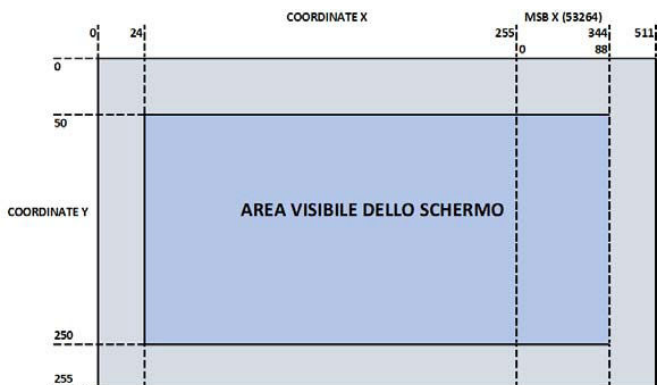 COORDINATE X MSB X (53264)
0 24 255 344 511
0 88
0
50
COORDINATE Y AREA VISIBILE DELLO SCHERMO
250
255